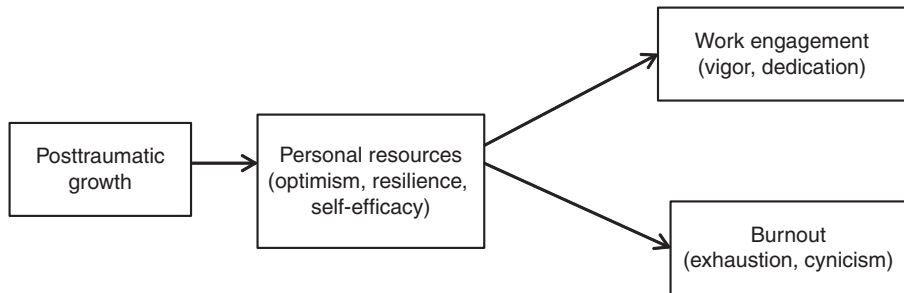 Work engagement
(vigor, dedication)
Posttraumatic
growth
Personal resources
(optimism, resilience,
self-efficacy)
Burnout
(exhaustion, cynicism)